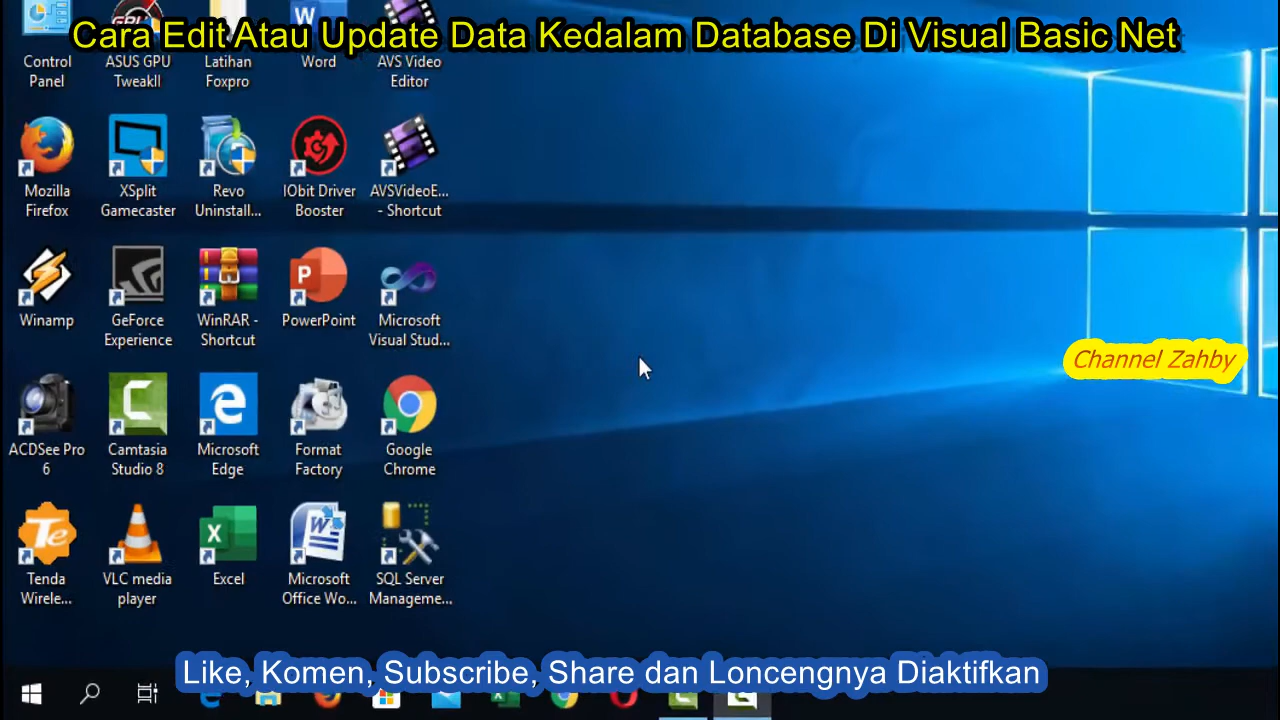 Cara Edit Atau Update Data Kedalam Database Di Visual Basic Net
Control
Panel
ASUS GPU
TweakII
Latihan
Foxpro
Word
AVS Video
Editor
Mozilla
Firefox
XSplit
Gamecaster
Revo
Uninstall...
IObit Driver
Booster
AVSVideoE...
- Shortcut
Winamp
GeForce
Experience
WinRAR -
Shortcut
PowerPoint
Microsoft
Visual Stud...
Channel Zahby
ACDSee Pro
6
Camtasia
Studio 8
Microsoft
Edge
Format
Factory
Google
Chrome
Tenda
Wirele...
VLC media
player
Excel
Microsoft
Office Wo...
SQL Server
Manageme...
Like, Komen, Subscribe, Share dan Loncengnya Diaktifkan